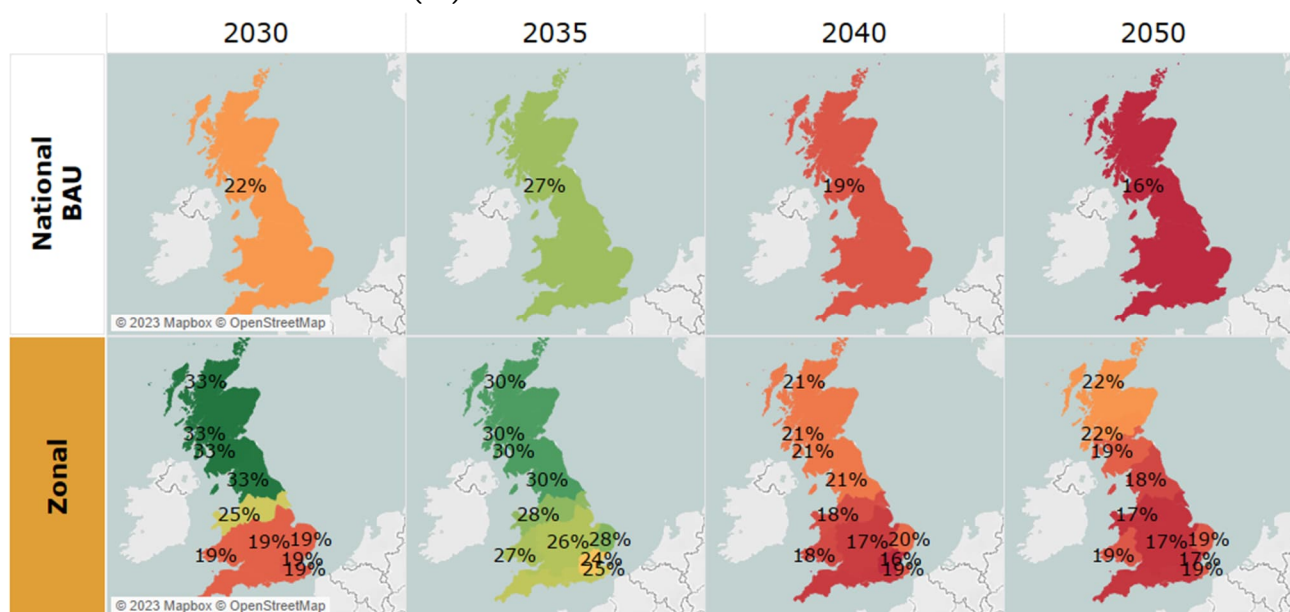 2030 2035 2040 2050
National
BAU
22% 27% 19% 16%
© 2023 Mapbox © OpenStreetMap
Zonal
33% 30% 21% 22%
33% 30% 21% 22%
33% 30% 21% 19%
33% 30% 21% 18%
25% 28% 18% 17%
19% 19% 26% 28% 17% 20% 17% 19%
19% 19% 27% 24% 18% 16% 19% 17%
19% 25% 19% 19%
© 2023 Mapbox © OpenStreetMap